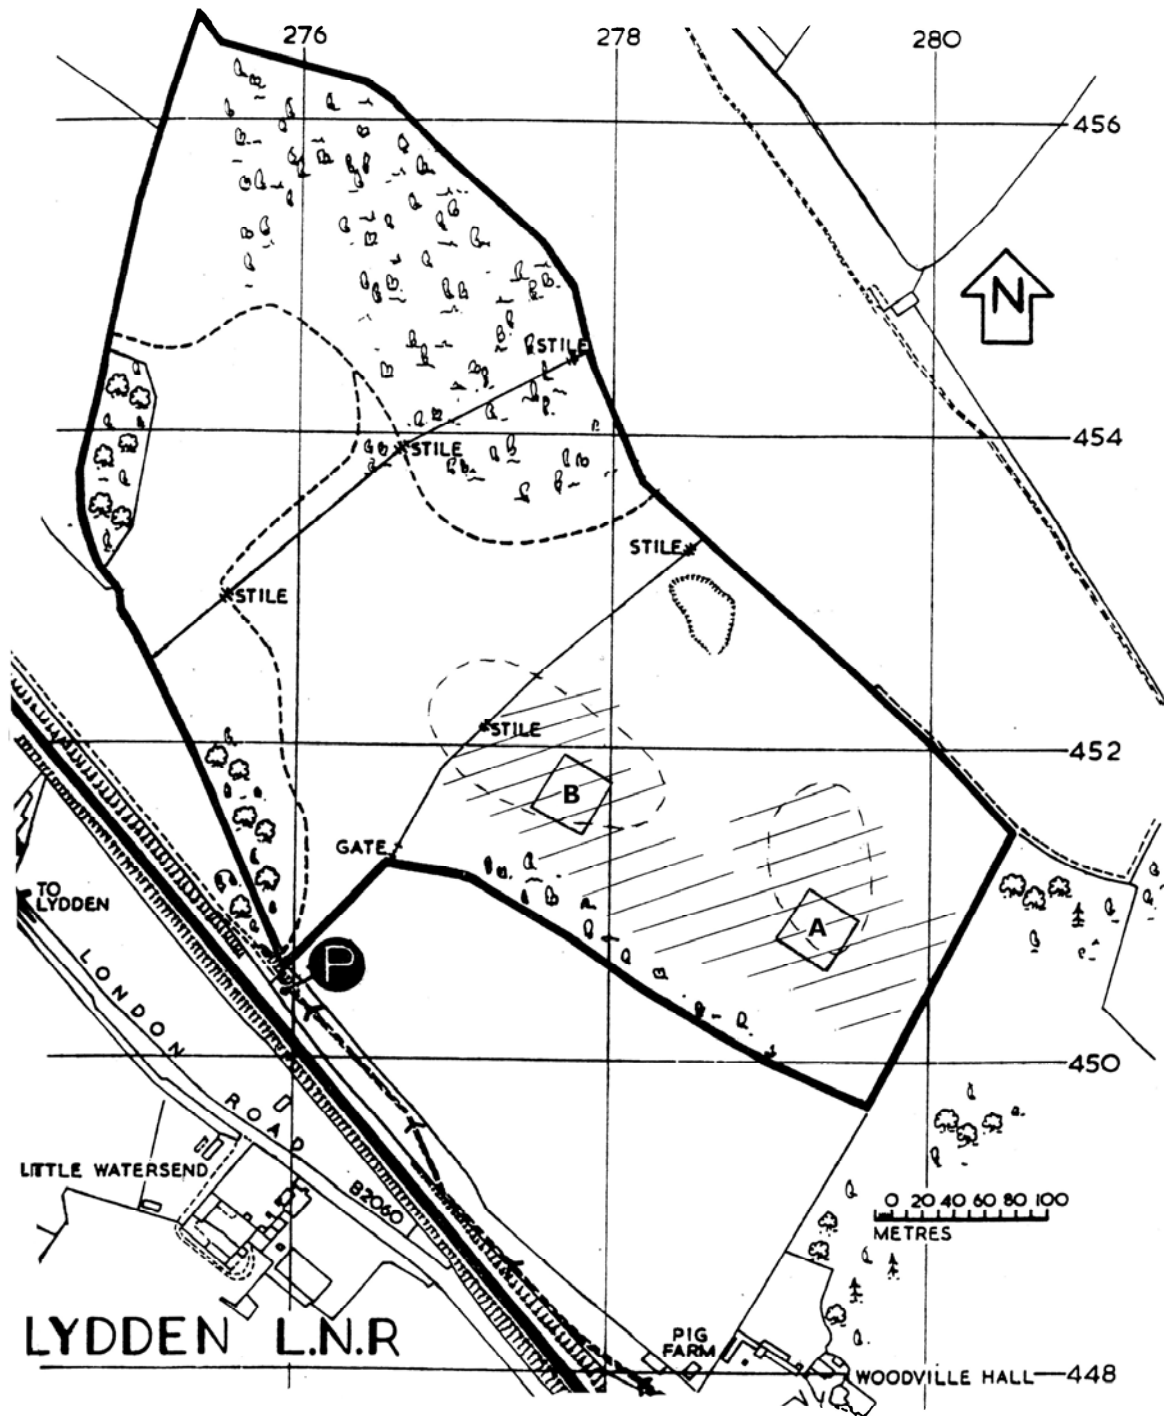 276
278
280
456
N
STILE
454
STILE
STILE
STILE
STILE
452
B
GATE
A
TO
LYDDEN
P
LONDON ROAD
450
LITTLE WATERSEND
B2060
0 20 40 60 80 100
METRES
LYDDEN L.N.R
PIG
FARM
WOODVILLE HALL
448